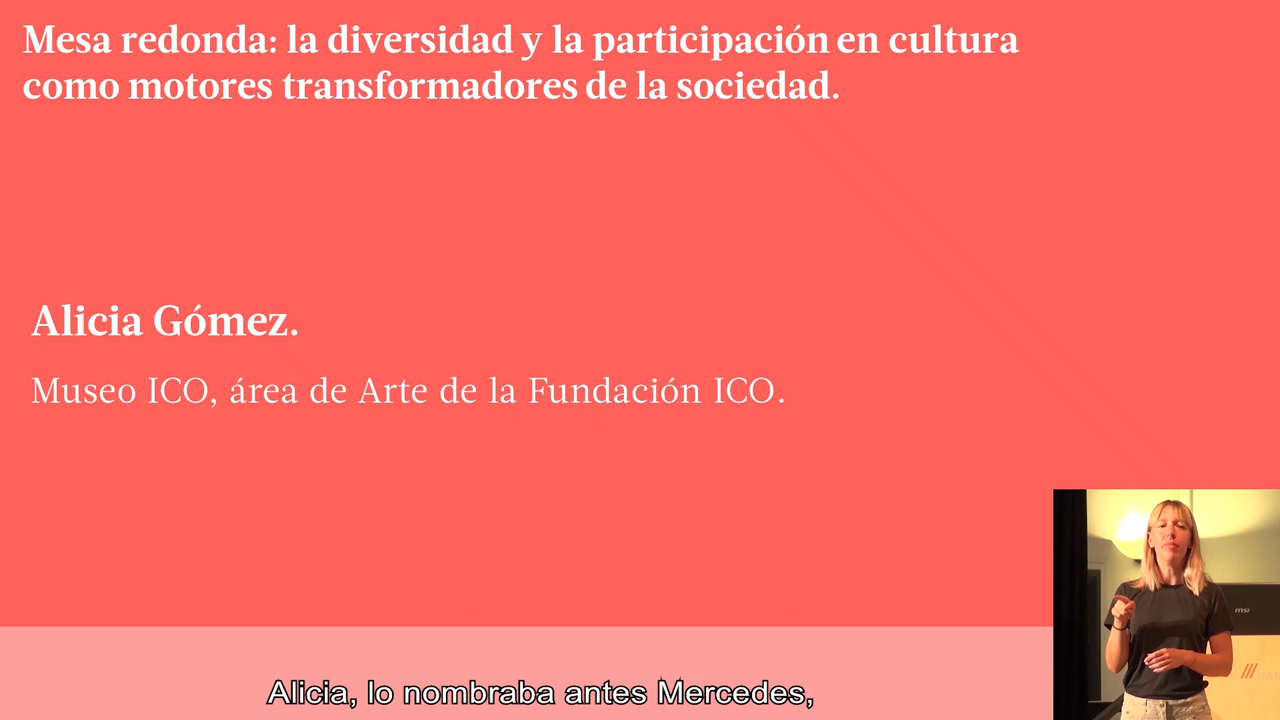 Mesa redonda: la diversidad y la participación en cultura
como motores transformadores de la sociedad.
Alicia Gómez.
Museo ICO, área de Arte de la Fundación ICO.
msi
Alicia, lo nombraba antes Mercedes,